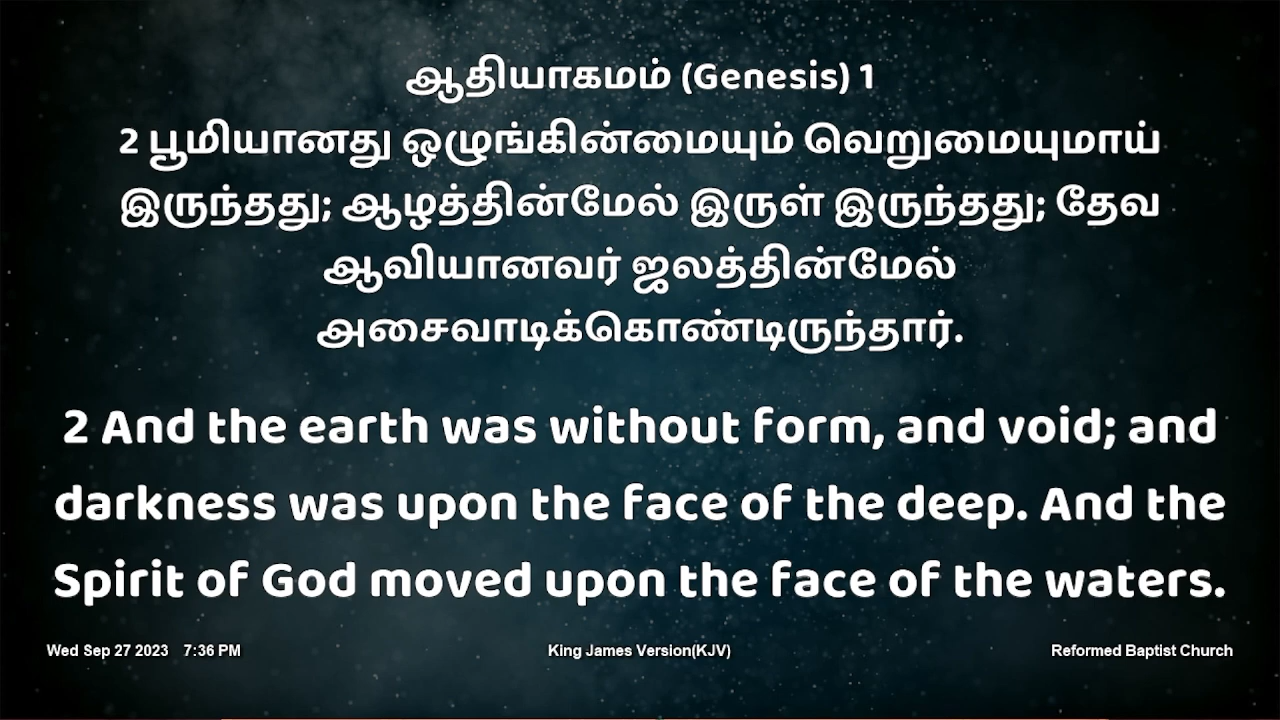 ஆதியாகமம் (Genesis) 1
2 பூமியானது ஒழுங்கின்மையும் வெறுமையுமாய்
இருந்தது; ஆழத்தின்மேல் இருள் இருந்தது; தேவ
ஆவியானவர் ஜலத்தின்மேல்
அசைவாடிக்கொண்டிருந்தார்.
2 And the earth was without form, and void; and
darkness was upon the face of the deep. And the
Spirit of God moved upon the face of the waters.
Wed Sep 27 2023 7:36 PM King James Version(KJV) Reformed Baptist Church